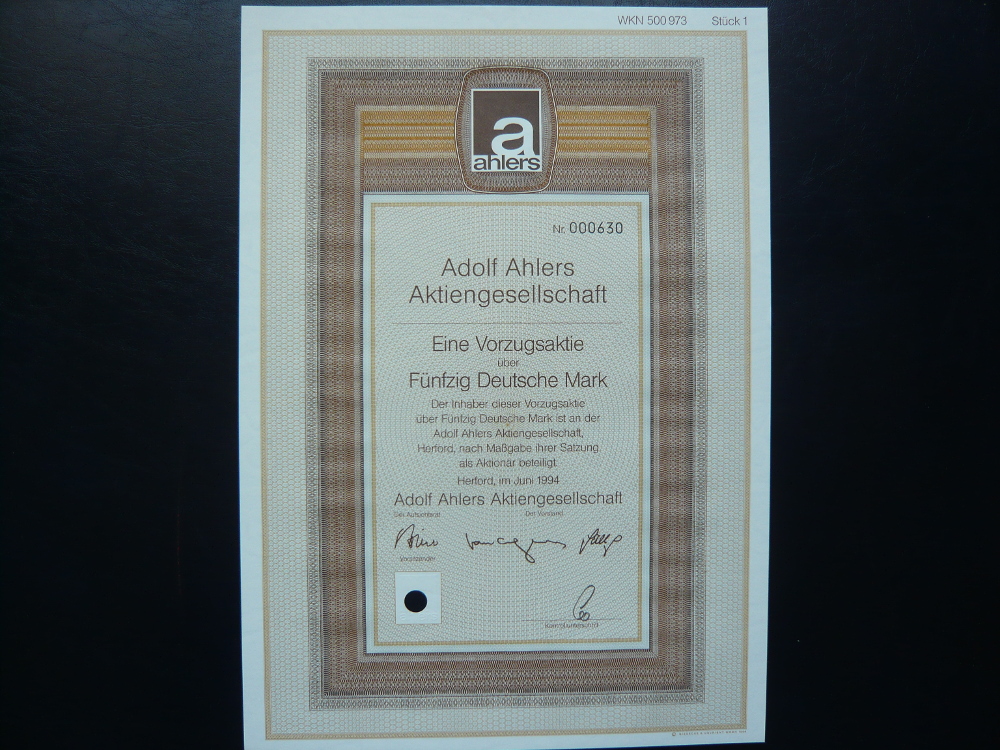 WKN 500 973 Stück 1
a
ahlers
Nr. 000630
Adolf Ahlers
Aktiengesellschaft
Eine Vorzugsaktie
über
Fünfzig Deutsche Mark
Der Inhaber dieser Vorzugsaktie
über Fünfzig Deutsche Mark ist an der
Adolf Ahlers Aktiengesellschaft,
Herford, nach Maßgabe ihrer Satzung
als Aktionär beteiligt.
Herford, im Juni 1994
Adolf Ahlers Aktiengesellschaft
Der Aufsichtsrat Der Vorstand
Vorsitzender
Kontrollunterschrift